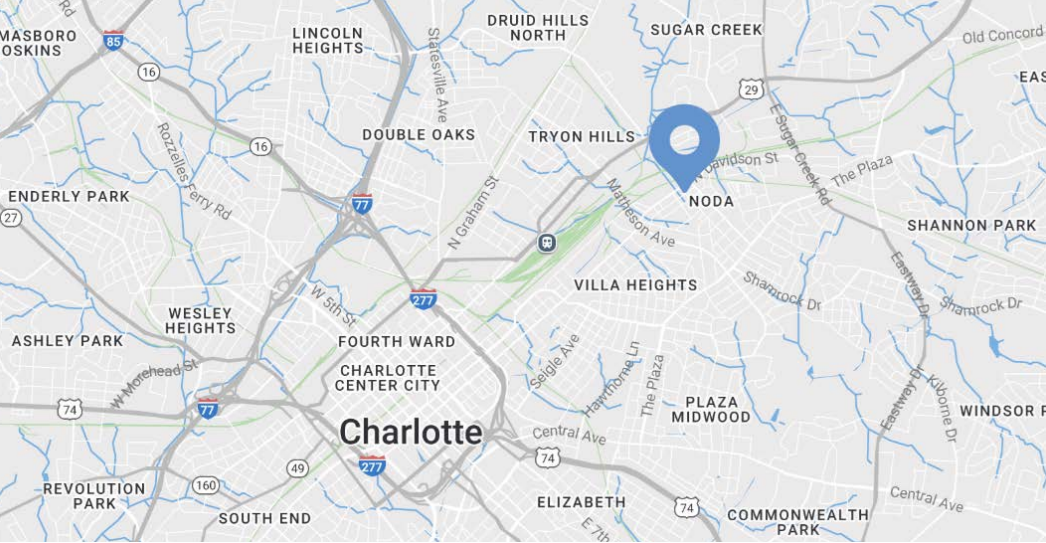 DRUID HILLS
NORTH
SUGAR CREEK
MASBORO
OSKINS
Rd
85
LINCOLN
HEIGHTS
Statesville Ave
Old Concord
EAS
16
29
Rozzelles Ferry Rd
16
DOUBLE OAKS
TRYON HILLS
E Sugar Creek Rd
N Davidson St
The Plaza
ENDERLY PARK
27
77
N Graham St
Matheson Ave
NODA
SHANNON PARK
277
VILLA HEIGHTS
Shamrock Dr
Eastway Dr
Shamrock Dr
WESLEY
HEIGHTS
W 5th St
ASHLEY PARK
FOURTH WARD
CHARLOTTE
CENTER CITY
Seigle Ave
Hawthorne Ln
The Plaza
W Morehead St
74
77
PLAZA
MIDWOOD
Eastway Dr
Kilborne Dr
WINDSOR P
Charlotte
Central Ave
74
277
49
160
REVOLUTION
PARK
SOUTH END
ELIZABETH
E 7th
74
COMMONWEALTH
PARK
Central Ave